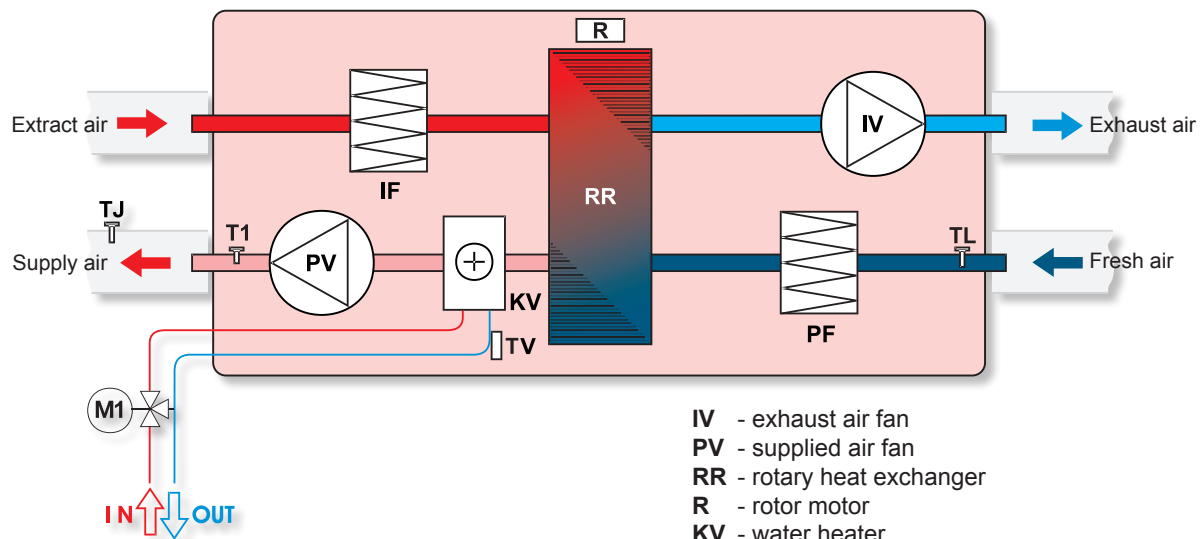 R
Extract air
IV
Exhaust air
IF
RR
TJ
T1
TL
Supply air
PV
Fresh air
KV
PF
TV
M1
IN
OUT
IV - exhaust air fan
PV - supplied air fan
RR - rotary heat exchanger
R - rotor motor
KV - water heater